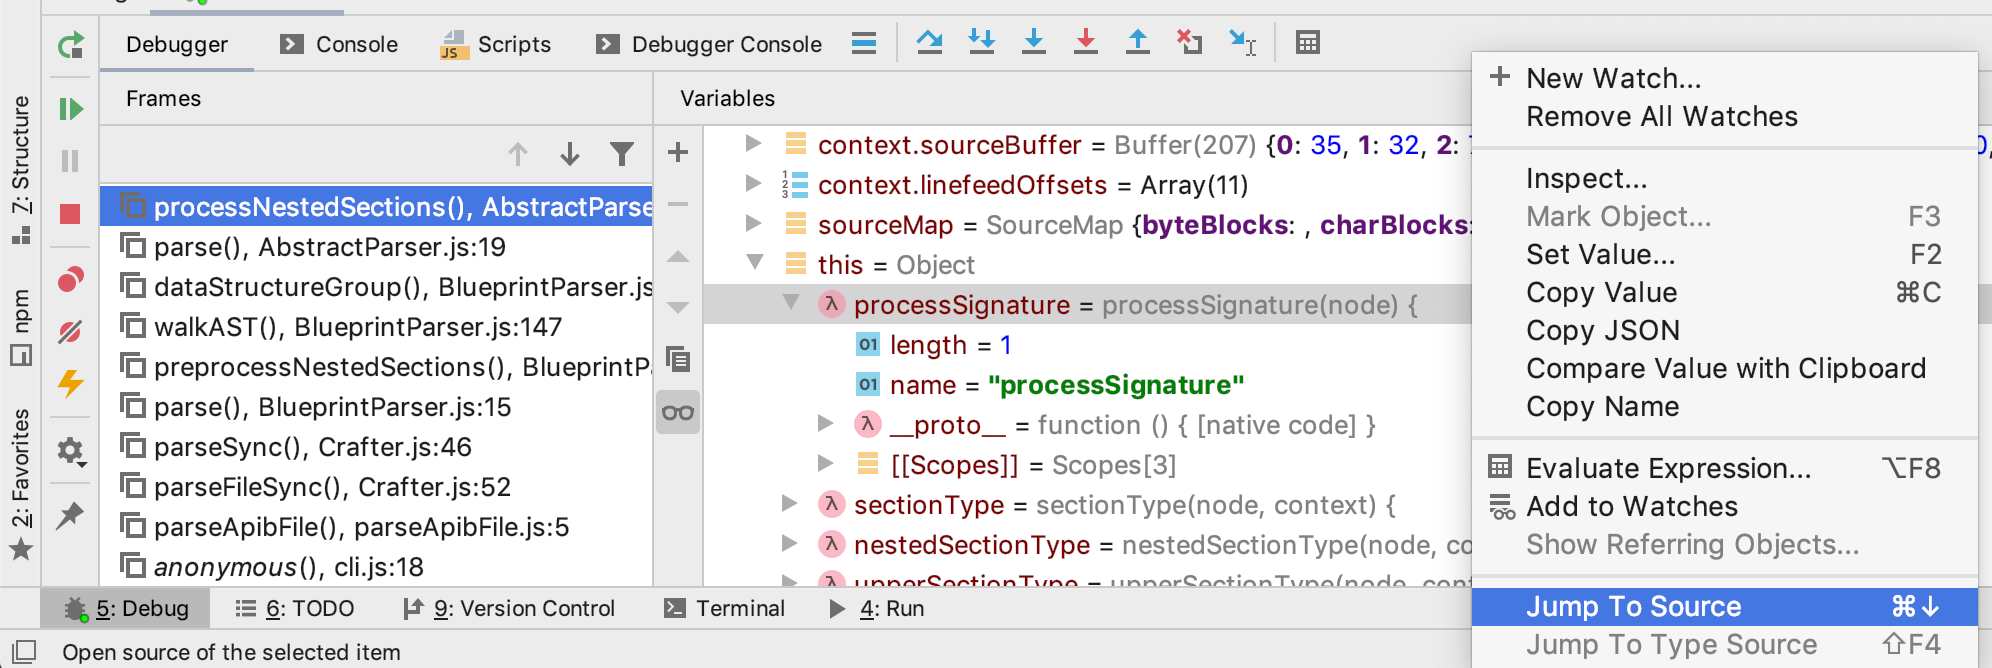 Debugger
Console
Scripts
Debugger Console
Frames
Variables
7: Structure
npm
2: Favorites
processNestedSections(), AbstractParse
parse(), AbstractParser.js:19
dataStructureGroup(), BlueprintParser.js
walkAST(), BlueprintParser.js:147
preprocessNestedSections(), BlueprintP
parse(), BlueprintParser.js:15
parseSync(), Crafter.js:46
parseFileSync(), Crafter.js:52
parseApibFile(), parseApibFile.js:5
anonymous(), cli.js:18
context.sourceBuffer = Buffer(207) {0: 35, 1: 32, 2:
context.linefeedOffsets = Array(11)
sourceMap = SourceMap {byteBlocks: , charBlocks:
this = Object
processSignature = processSignature(node) {
length = 1
name = "processSignature"
__proto__ = function () { [native code] }
[[Scopes]] = Scopes[3]
sectionType = sectionType(node, context) {
nestedSectionType = nestedSectionType(node, co
upperSectionType = upperSectionType(node, cont
New Watch...
Remove All Watches
Inspect...
Mark Object... F3
Set Value... F2
Copy Value ⌘C
Copy JSON
Compare Value with Clipboard
Copy Name
Evaluate Expression... ⌥F8
Add to Watches
Show Referring Objects...
Jump To Source ⌘↓
Jump To Type Source ⇧F4
5: Debug
6: TODO
9: Version Control
Terminal
4: Run
Open source of the selected item